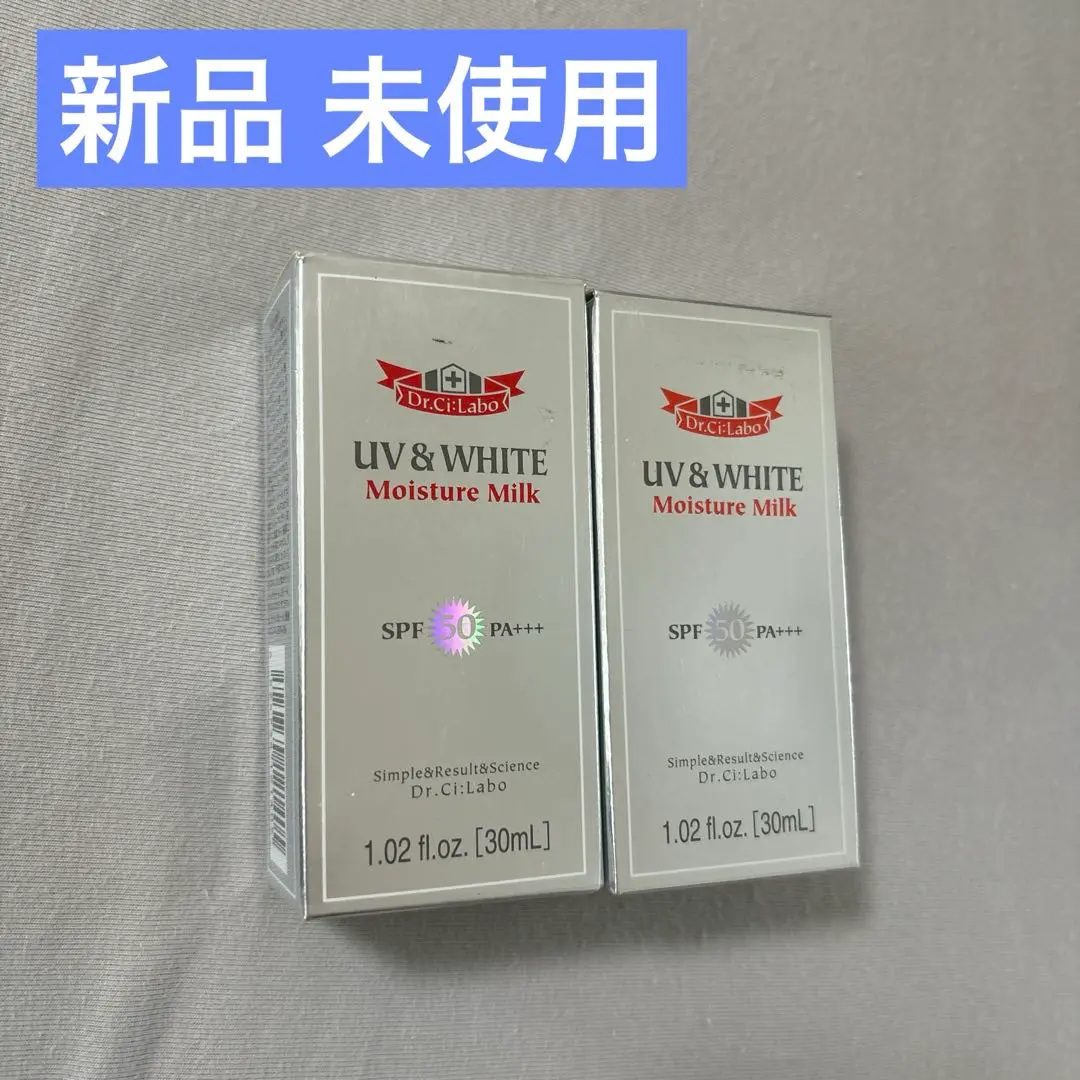 新品 未使用
Dr.Ci:Labo
UV & WHITE
Moisture Milk
SPF 50 PA+++
Simple&Result&Science
Dr.Ci:Labo
1.02 fl.oz. [30mL]
Dr.Ci:Labo
UV & WHITE
Moisture Milk
SPF 50 PA+++
Simple&Result&Science
Dr.Ci:Labo
1.02 fl.oz. [30mL]